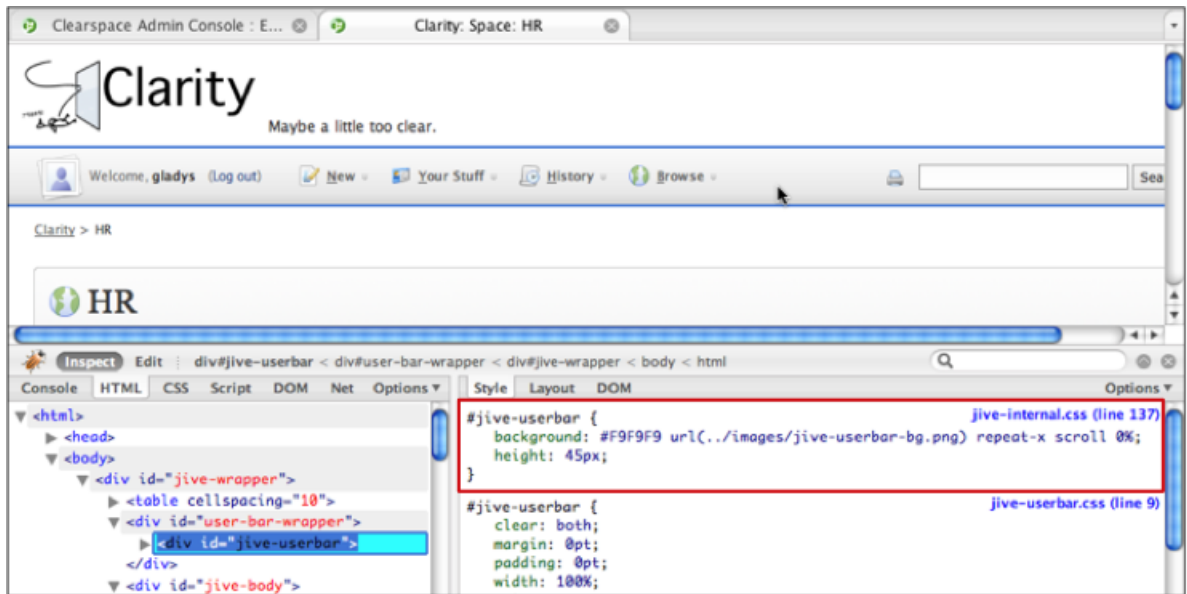 Clearspace Admin Console : E...
Clarity: Space: HR
Clarity
Maybe a little too clear.
Welcome, gladys (Log out) New Your Stuff History Browse Sea
Clarity > HR
HR
Inspect Edit div#jive-userbar < div#user-bar-wrapper < div#jive-wrapper < body < html
Console HTML CSS Script DOM Net Options
Style Layout DOM Options
<html>
<head>
<body>
<div id="jive-wrapper">
<table cellspacing="10">
<div id="user-bar-wrapper">
<div id="jive-userbar">
</div>
<div id="jive-body">
#jive-userbar { jive-internal.css (line 137)
background: #F9F9F9 url(../images/jive-userbar-bg.png) repeat-x scroll 0%;
height: 45px;
}
#jive-userbar { jive-userbar.css (line 9)
clear: both;
margin: 0pt;
padding: 0pt;
width: 100%;